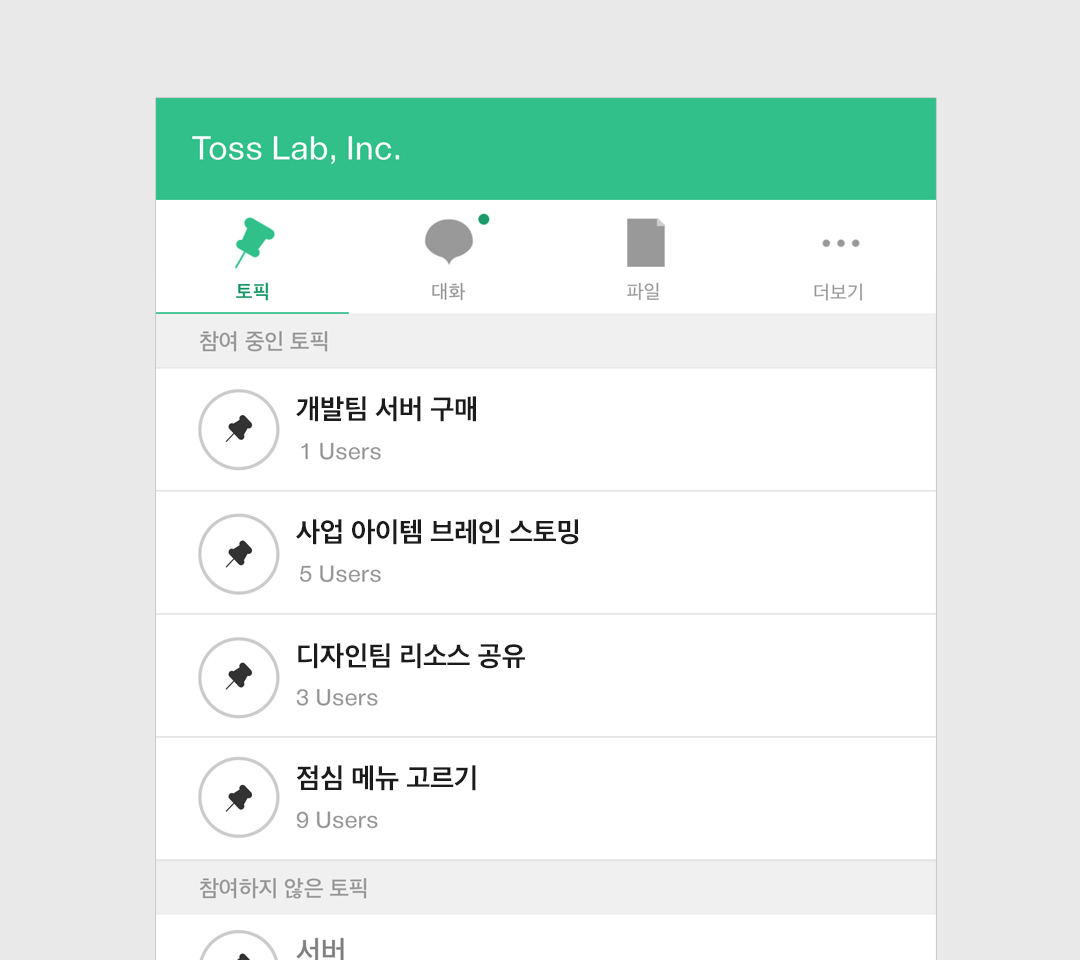 Toss Lab, Inc.
토픽 대화 파일 더보기
참여 중인 토픽
개발팀 서버 구매
1 Users
사업 아이템 브레인 스토밍
5 Users
디자인팀 리소스 공유
3 Users
점심 메뉴 고르기
9 Users
참여하지 않은 토픽
서버